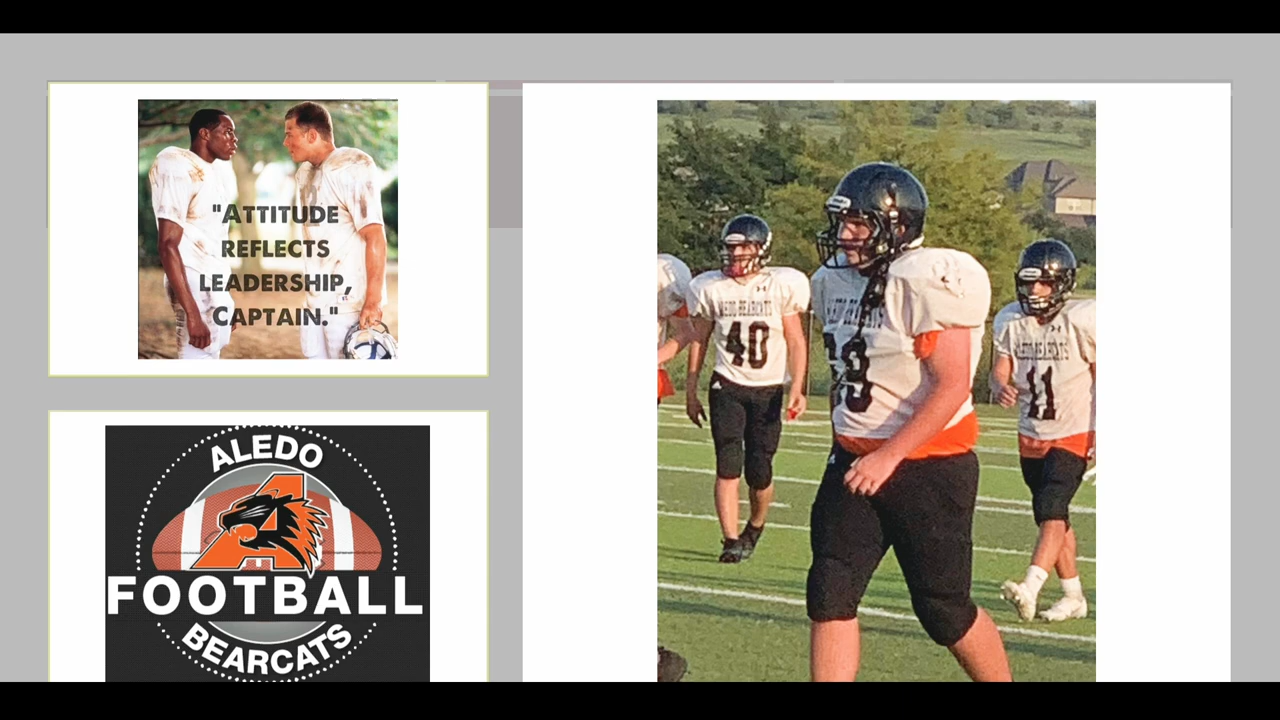 "ATTITUDE
REFLECTS
LEADERSHIP,
CAPTAIN."
ALEDO
FOOTBALL
BEARCATS
40
11